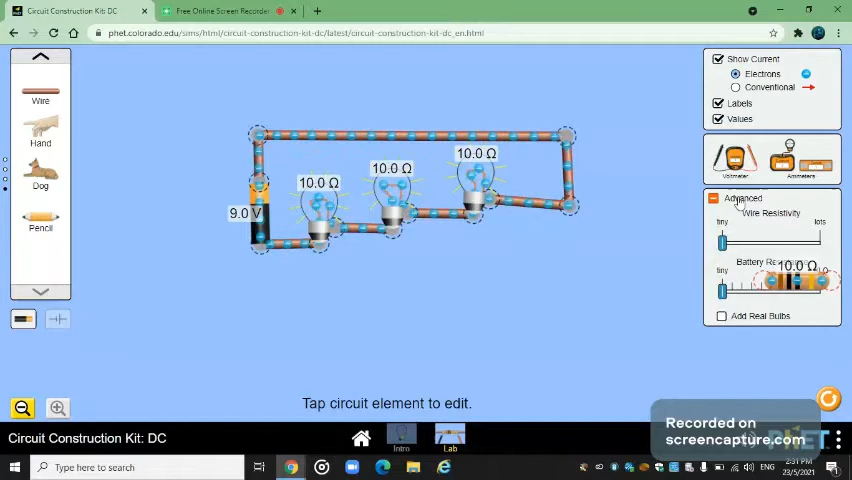 Circuit Construction Kit: DC
Free Online Screen Recorder
phet.colorado.edu/sims/html/circuit-construction-kit-dc/latest/circuit-construction-kit-dc_en.html
Wire
Hand
Dog
Pencil
9.0 V
10.0 Ω
10.0 Ω
10.0 Ω
Show Current
Electrons
Conventional
Labels
Values
Voltmeter
Ammeters
Advanced
Wire Resistivity
tiny
lots
Battery
10.0 Ω
tiny
Add Real Bulbs
Tap circuit element to edit.
Recorded on
screencapture.com
Circuit Construction Kit: DC
Intro
Lab
PhET
Type here to search
ENG
2:31 PM
23/5/2021